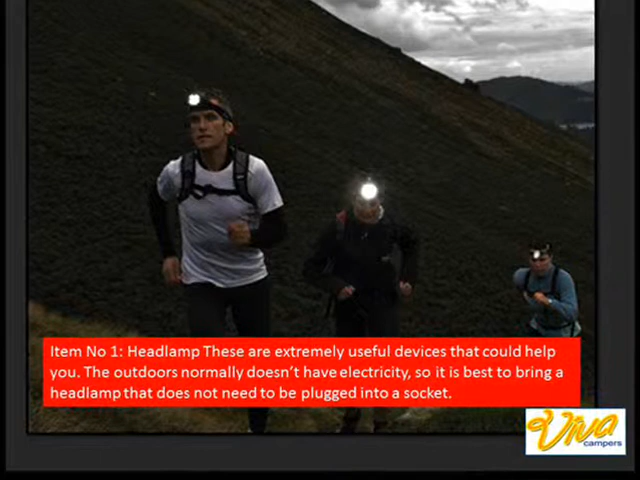 Item No 1: Headlamp These are extremely useful devices that could help
you. The outdoors normally doesn't have electricity, so it is best to bring a
headlamp that does not need to be plugged into a socket.
Viva
campers